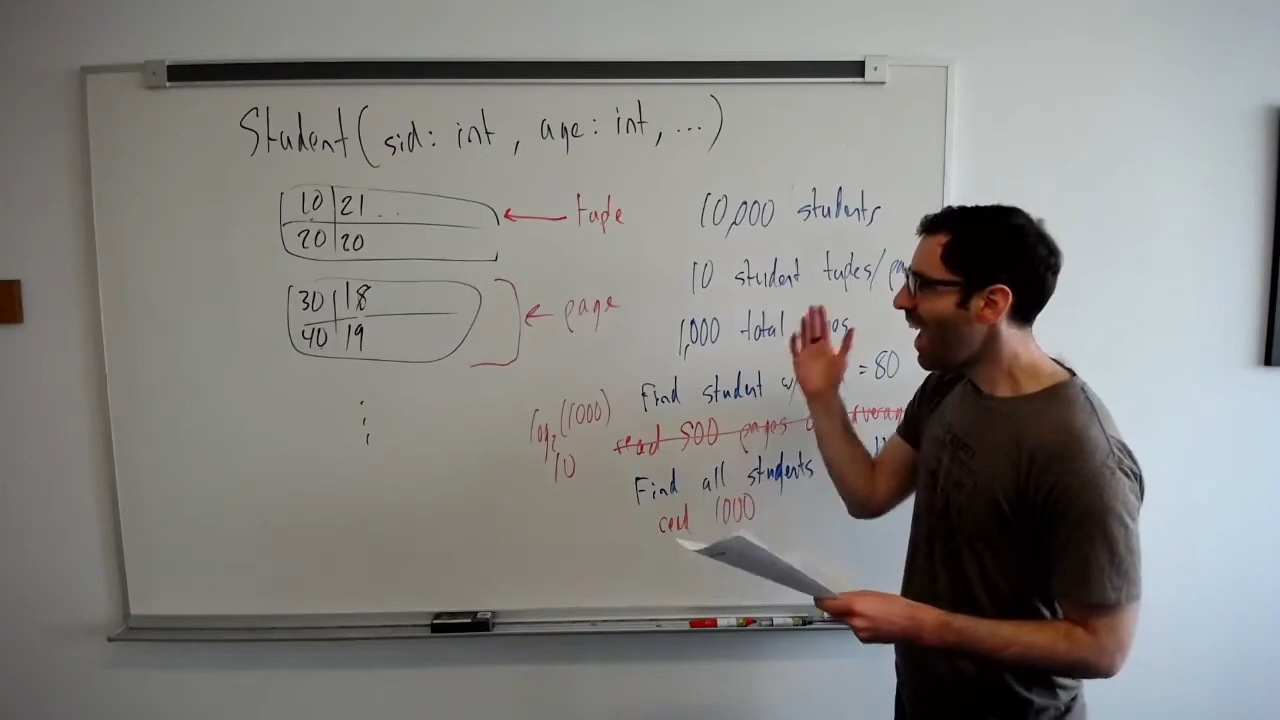 Student(sid: int, age: int, ...)
10 | 21 ..
20 | 20
tuple
30 | 18
40 | 19
page
⋮
10,000 students
10 student tuples/
1,000 total
Find student w/ = 80
log₂(1000)
10
read 500 pages
Find all students
read 1000